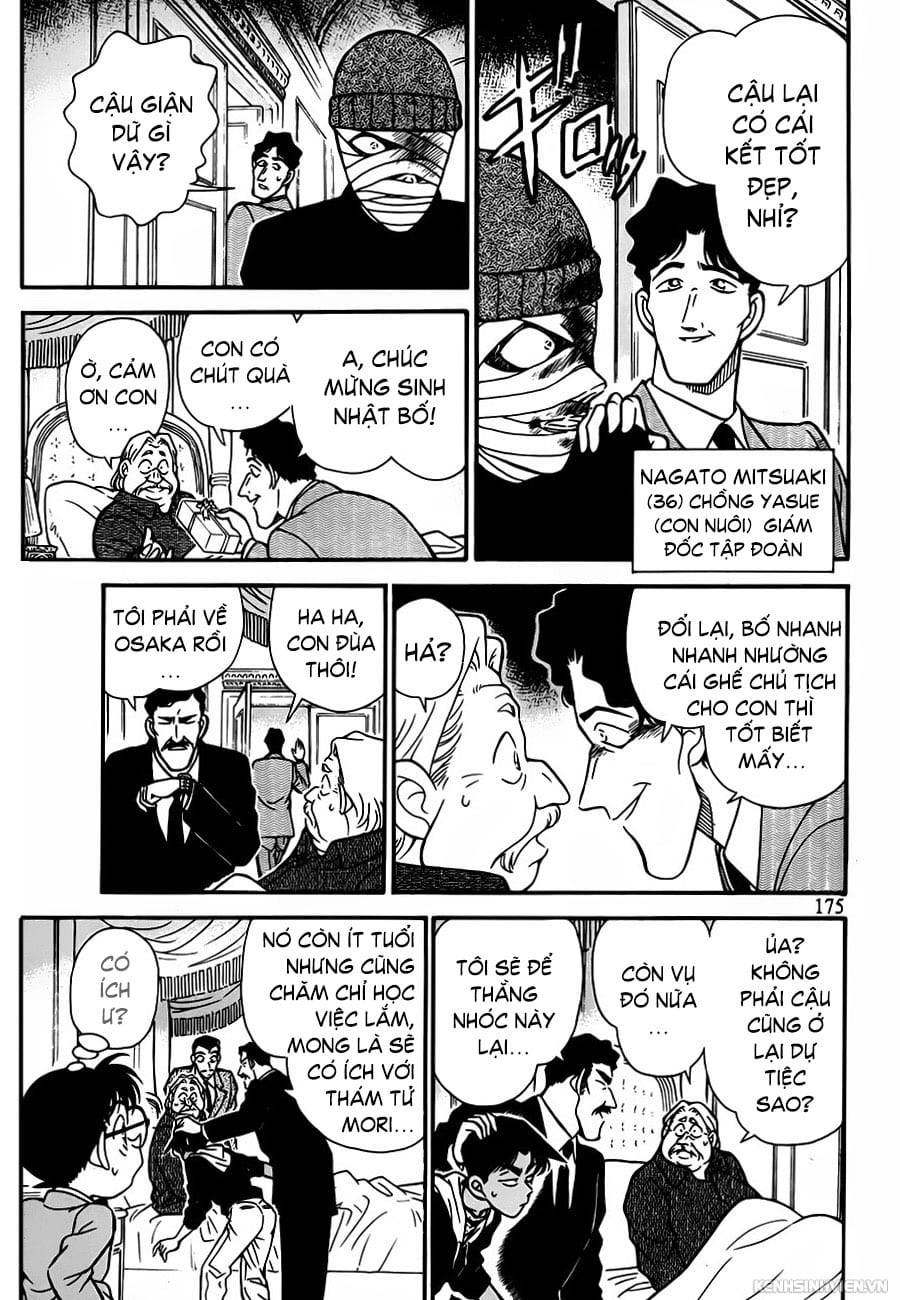 CẬU LẠI
CÓ CÁI
KẾT TỐT
ĐẸP,
NHỈ?
ギロッ
NAGATO MITSUAKI
(36) CHỒNG YASUE
(CON NUÔI) GIÁM
ĐỐC TẬP ĐOÀN
CẬU GIẬN
DỮ GÌ
VẬY?
A, CHÚC
MỪNG SINH
NHẬT BỐ!
CON CÓ
CHÚT QUÀ
...
Ờ, CẢM
ƠN CON
...
ĐỔI LẠI, BỐ NHANH
NHANH NHƯỜNG
CÁI GHẾ CHỦ TỊCH
CHO CON THÌ
TỐT BIẾT
MẤY...
HẢ?
HA HA,
CON ĐÙA
THÔI!
TÔI PHẢI VỀ
OSAKA RỒI
...
175
ỦA?
KHÔNG
PHẢI CẬU
CŨNG Ở
LẠI DỰ
TIỆC
SAO?
CÒN VỤ
ĐÓ NỮA
...
TÔI SẼ ĐỂ
THẰNG
NHÓC NÀY
LẠI...
NÓ CÒN ÍT TUỔI
NHƯNG CŨNG
CHĂM CHỈ HỌC
VIỆC LẮM,
MONG LÀ SẼ
CÓ ÍCH VỚI
THÁM TỬ
MORI...
CÓ
ÍCH
Ư?
KENHSINHVIEN.VN